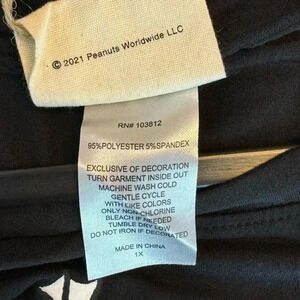 © 2021 Peanuts Worldwide LLC
RN# 103812
95%POLYESTER 5%SPANDEX
EXCLUSIVE OF DECORATION
TURN GARMENT INSIDE OUT
MACHINE WASH COLD
GENTLE CYCLE
WITH LIKE COLORS
ONLY NON-CHLORINE
BLEACH IF NEEDED
TUMBLE DRY LOW
DO NOT IRON IF DECORATED
MADE IN CHINA
1X